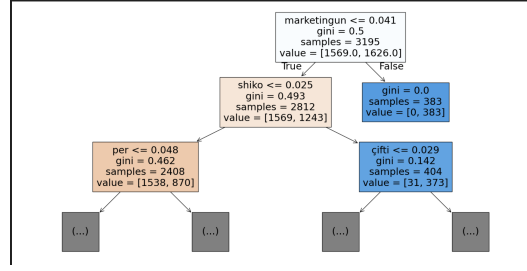 marketingun <= 0.041
gini = 0.5
samples = 3195
value = [1569.0, 1626.0]
True
False
shiko <= 0.025
gini = 0.493
samples = 2812
value = [1569, 1243]
gini = 0.0
samples = 383
value = [0, 383]
per <= 0.048
gini = 0.462
samples = 2408
value = [1538, 870]
çifti <= 0.029
gini = 0.142
samples = 404
value = [31, 373]
(...)
(...)
(...)
(...)